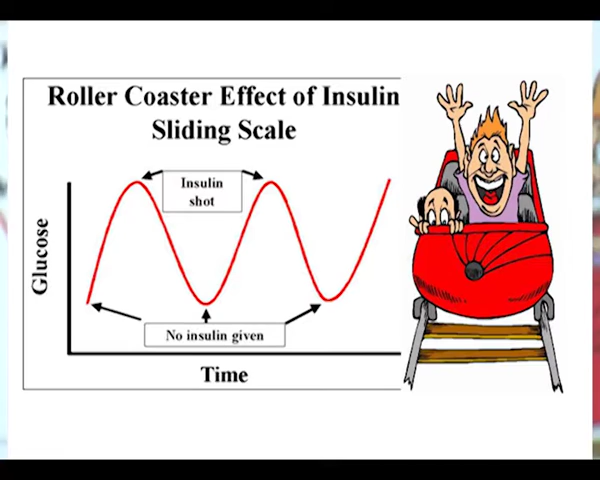 Roller Coaster Effect of Insulin
Sliding Scale
Insulin
shot
Glucose
No insulin given
Time